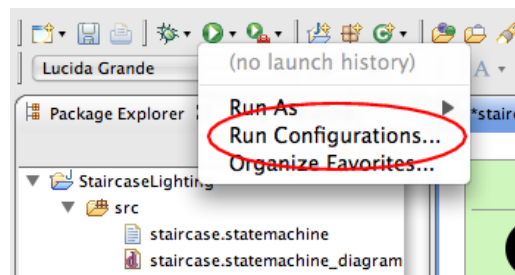 (no launch history)
Lucida Grande
A
Package Explorer
Run As
*stair
Run Configurations...
Organize Favorites...
StaircaseLighting
src
staircase.statemachine
staircase.statemachine_diagram